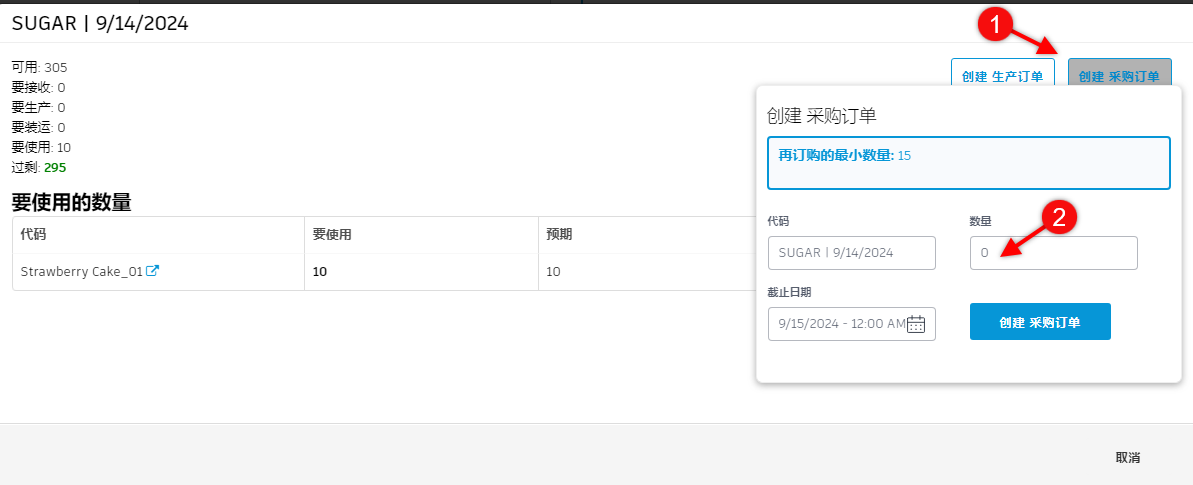 SUGAR | 9/14/2024
1
可用: 305
要接收: 0
要生产: 0
要装运: 0
要使用: 10
过剩: 295
创建 生产订单
创建 采购订单
创建 采购订单
再订购的最小数量: 15
要使用的数量
代码
要使用
预期
Strawberry Cake_01
10
10
代码
数量
2
SUGAR | 9/14/2024
0
截止日期
9/15/2024 - 12:00 AM
创建 采购订单
取消